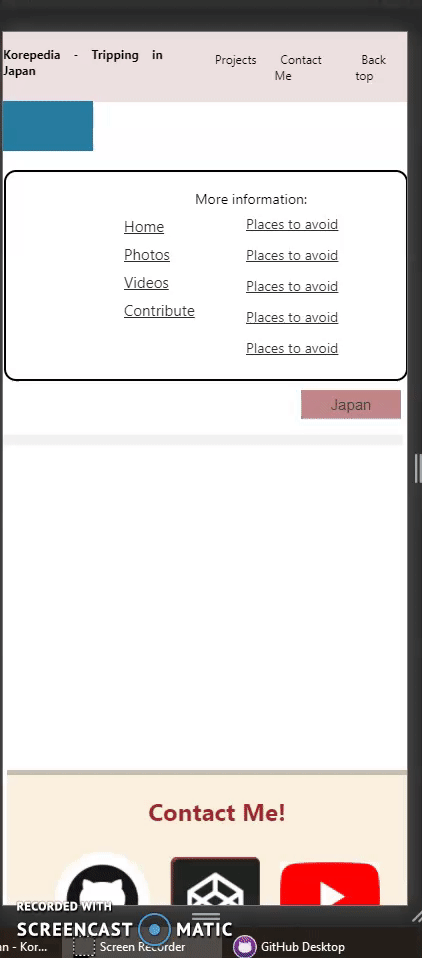 Korepedia - Tripping in
Japan
Projects
Contact
Me
Back
top
More information:
Home
Photos
Videos
Contribute
Places to avoid
Places to avoid
Places to avoid
Places to avoid
Places to avoid
Japan
Contact Me!
RECORDED WITH
SCREENCAST MATIC
nn - Kor...
Screen Recorder
GitHub Desktop